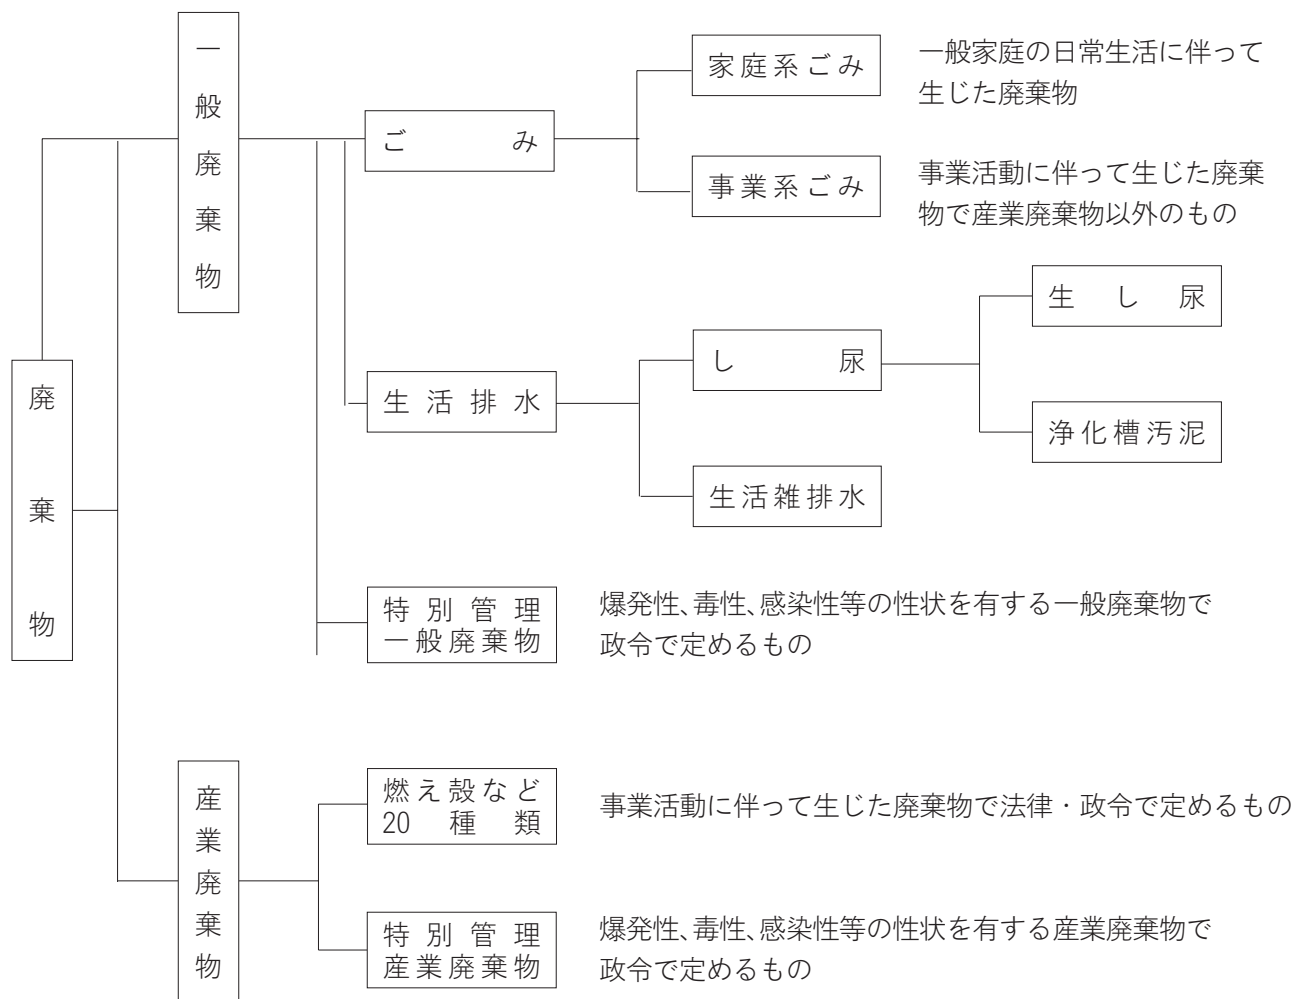 廃棄物
一般廃棄物
ごみ
家庭系ごみ
一般家庭の日常生活に伴って
生じた廃棄物
事業系ごみ
事業活動に伴って生じた廃棄
物で産業廃棄物以外のもの
生活排水
し尿
生し尿
浄化槽汚泥
生活雑排水
特別管理
一般廃棄物
爆発性、毒性、感染性等の性状を有する一般廃棄物で
政令で定めるもの
産業廃棄物
燃え殻など
20種類
事業活動に伴って生じた廃棄物で法律・政令で定めるもの
特別管理
産業廃棄物
爆発性、毒性、感染性等の性状を有する産業廃棄物で
政令で定めるもの